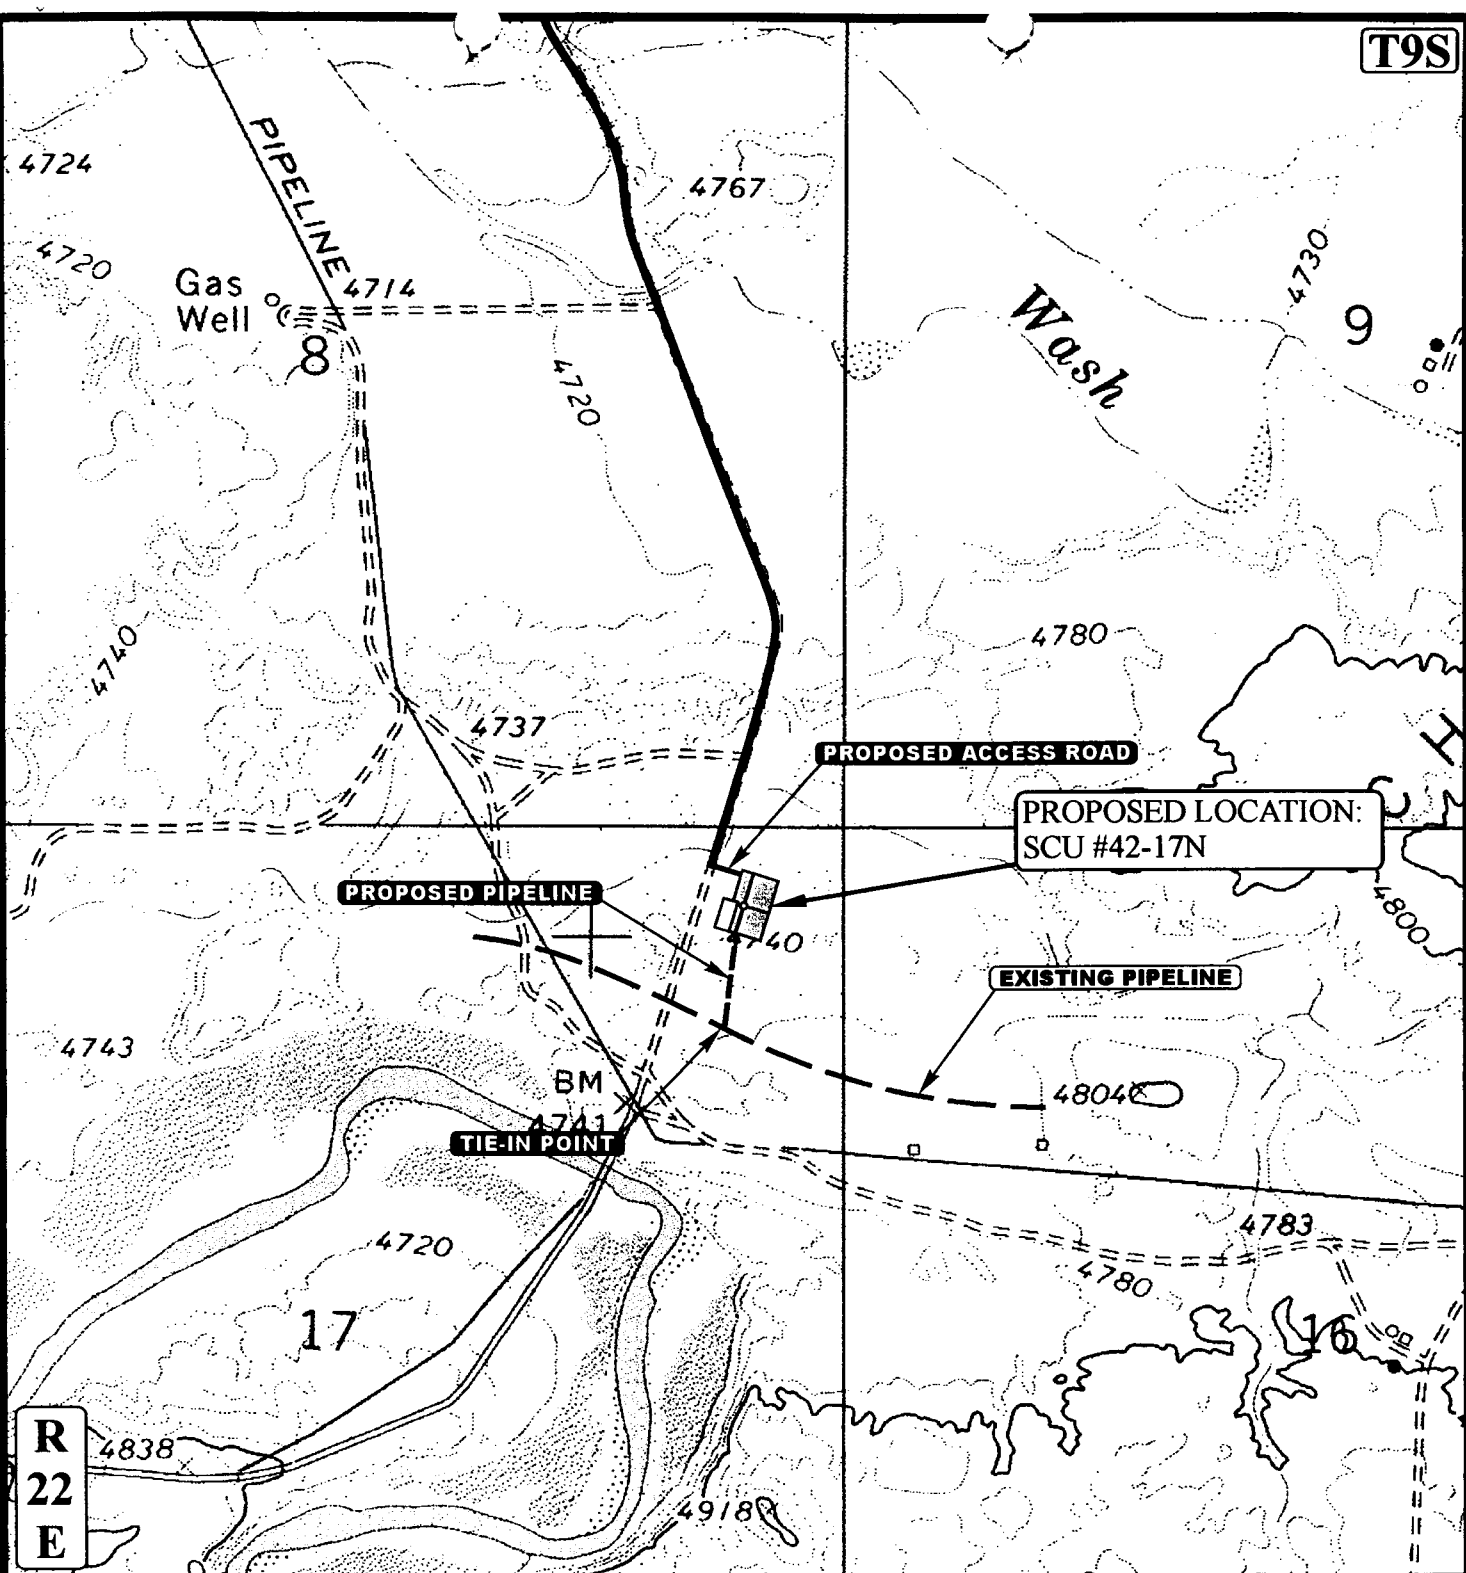 T9S
PIPELINE
4724
4767
4720
Gas
Well
4714
8
4730
9
Wash
4720
4740
4780
4737
PROPOSED ACCESS ROAD
PROPOSED LOCATION:
SCU #42-17N
PROPOSED PIPELINE
4800
4740
EXISTING PIPELINE
4743
BM
4741
4804
TIE-IN POINT
4783
4720
4780
17
16
R
22
E
4838
4918